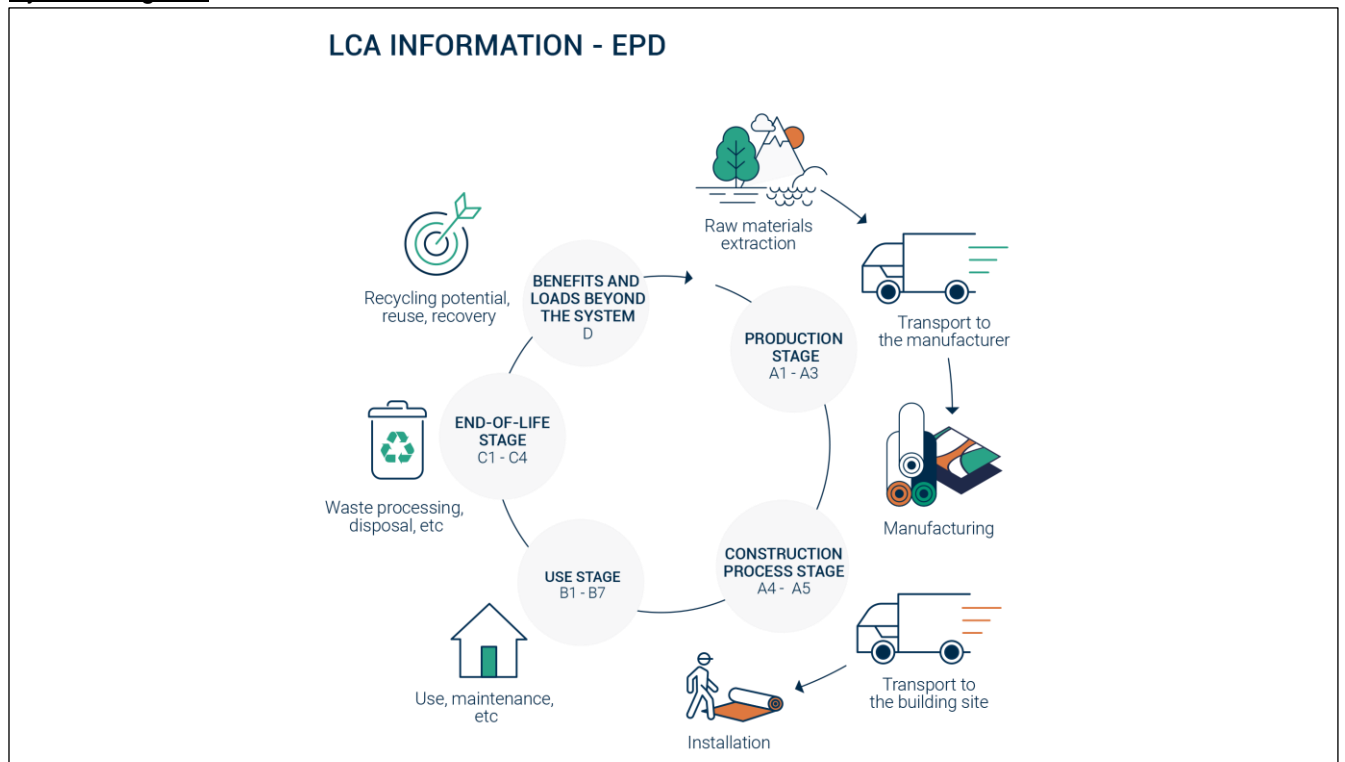 LCA INFORMATION - EPD
Raw materials
extraction
Transport to
the manufacturer
Manufacturing
PRODUCTION
STAGE
A1 - A3
CONSTRUCTION
PROCESS STAGE
A4 - A5
Transport to
the building site
Installation
USE STAGE
B1 - B7
Use, maintenance,
etc
END-OF-LIFE
STAGE
C1 - C4
Waste processing,
disposal, etc
BENEFITS AND
LOADS BEYOND
THE SYSTEM
D
Recycling potential,
reuse, recovery